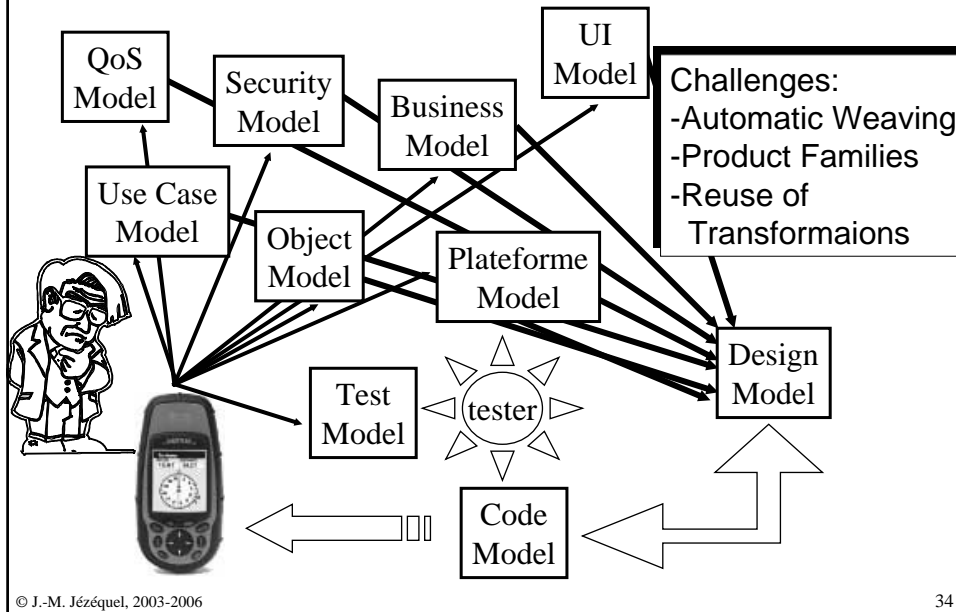 QoS
Model
Security
Model
Business
Model
UI
Model
Challenges:
-Automatic Weaving
-Product Families
-Reuse of
Transformaions
Use Case
Model
Object
Model
Plateforme
Model
Test
Model
tester
Design
Model
Code
Model
© J.-M. Jézéquel, 2003-2006
34